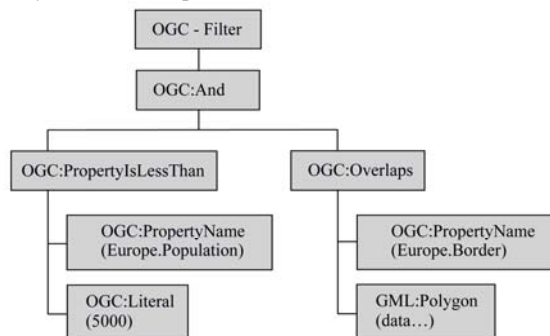 OGC - Filter
OGC:And
OGC:PropertyIsLessThan
OGC:Overlaps
OGC:PropertyName
(Europe.Population)
OGC:PropertyName
(Europe.Border)
OGC:Literal
(5000)
GML:Polygon
(data…)